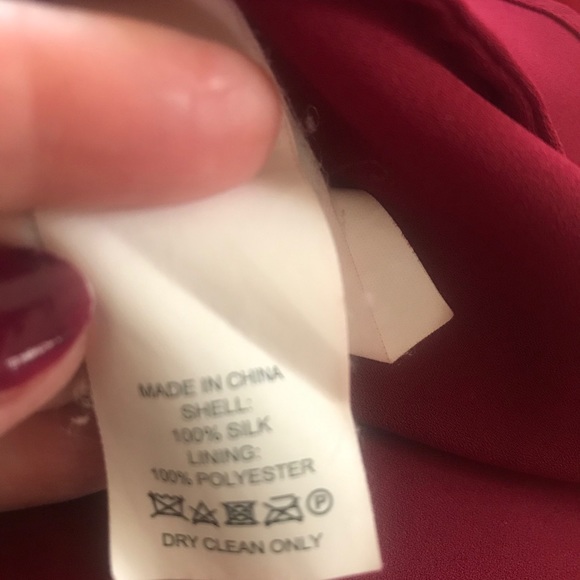 MADE IN CHINA
SHELL:
100% SILK
LINING:
100% POLYESTER
P
DRY CLEAN ONLY